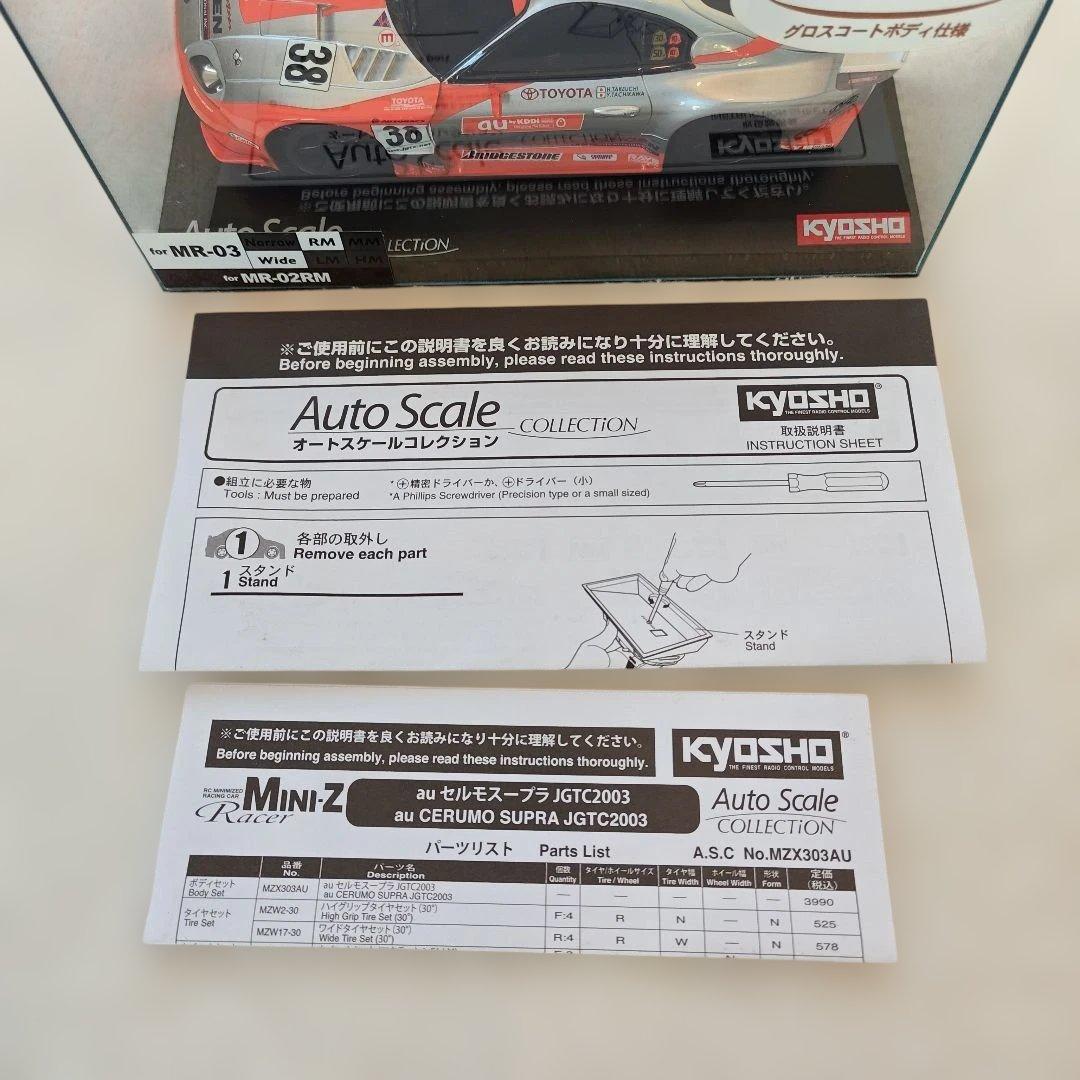 グロスコートボディ仕様
38
TOYOTA
H.TAKEUCHI
Y.TACHIKAWA
TOYOTA
au by KDDI
38
BRIDGESTONE
KYOSHO
THE FINEST RADIO CONTROL MODELS
Auto Scale
COLLECTiON
for MR-03 Narrow RM MM
Wide LM HM
for MR-02RM
※ご使用前にこの説明書を良くお読みになり十分に理解してください。
Before beginning assembly, please read these instructions thoroughly.
Auto Scale COLLECTiON
オートスケールコレクション
KYOSHO®
THE FINEST RADIO CONTROL MODELS
取扱説明書
INSTRUCTION SHEET
●組立に必要な物
Tools : Must be prepared
*⊕精密ドライバーか、⊕ドライバー（小）
*A Phillips Screwdriver (Precision type or a small sized)
1 各部の取外し
Remove each part
1 スタンド
Stand
スタンド
Stand
※ご使用前にこの説明書を良くお読みになり十分に理解してください。
Before beginning assembly, please read these instructions thoroughly.
KYOSHO®
THE FINEST RADIO CONTROL MODELS
RC MINIMIZED
RACING CAR
MINI-Z
Racer
au セルモスープラ JGTC2003
au CERUMO SUPRA JGTC2003
Auto Scale
COLLECTiON
パーツリスト Parts List A.S.C No.MZX303AU
品番 No. パーツ名 Description 個数 Quantity タイヤ/ホイールサイズ Tire / Wheel タイヤ幅 Tire Width ホイール幅 Wheel Width 形状 Form 定価 (税込)
ボディセット Body Set MZX303AU au セルモスープラ JGTC2003 au CERUMO SUPRA JGTC2003 — — — — — 3990
タイヤセット Tire Set MZW2-30 ハイグリップタイヤセット (30°) High Grip Tire Set (30°) F:4 R N — N 525
MZW17-30 ワイドタイヤセット (30°) Wide Tire Set (30°) R:4 R W — N 578